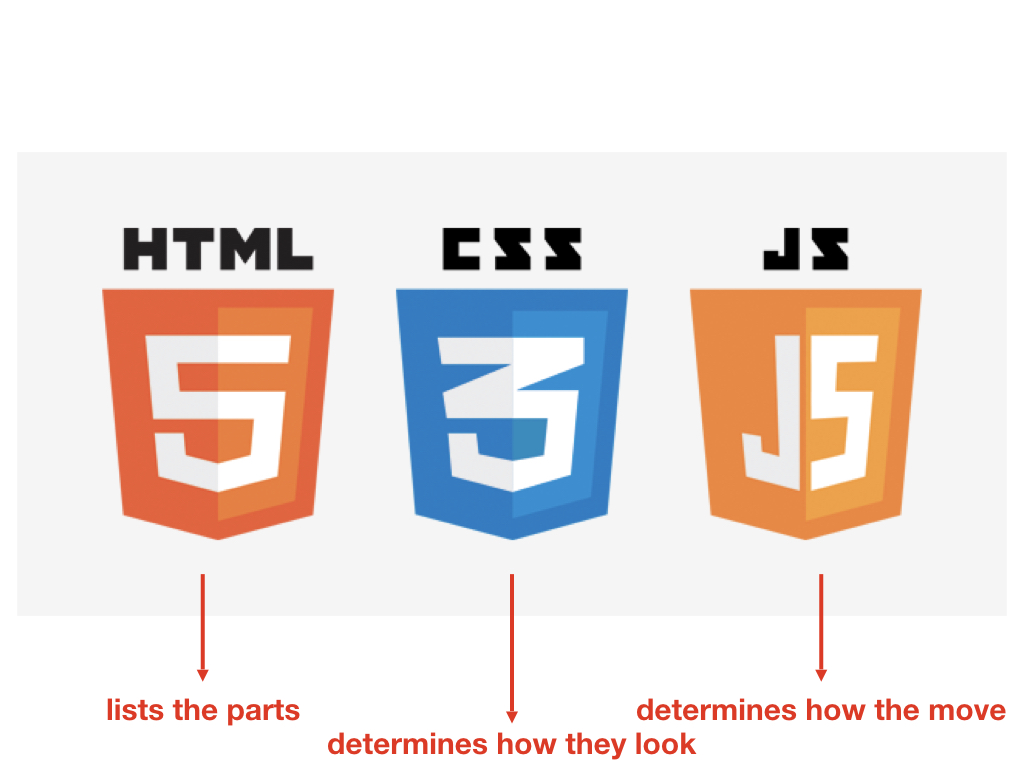 HTML CSS JS
5 3 JS
lists the parts
determines how they look
determines how the move